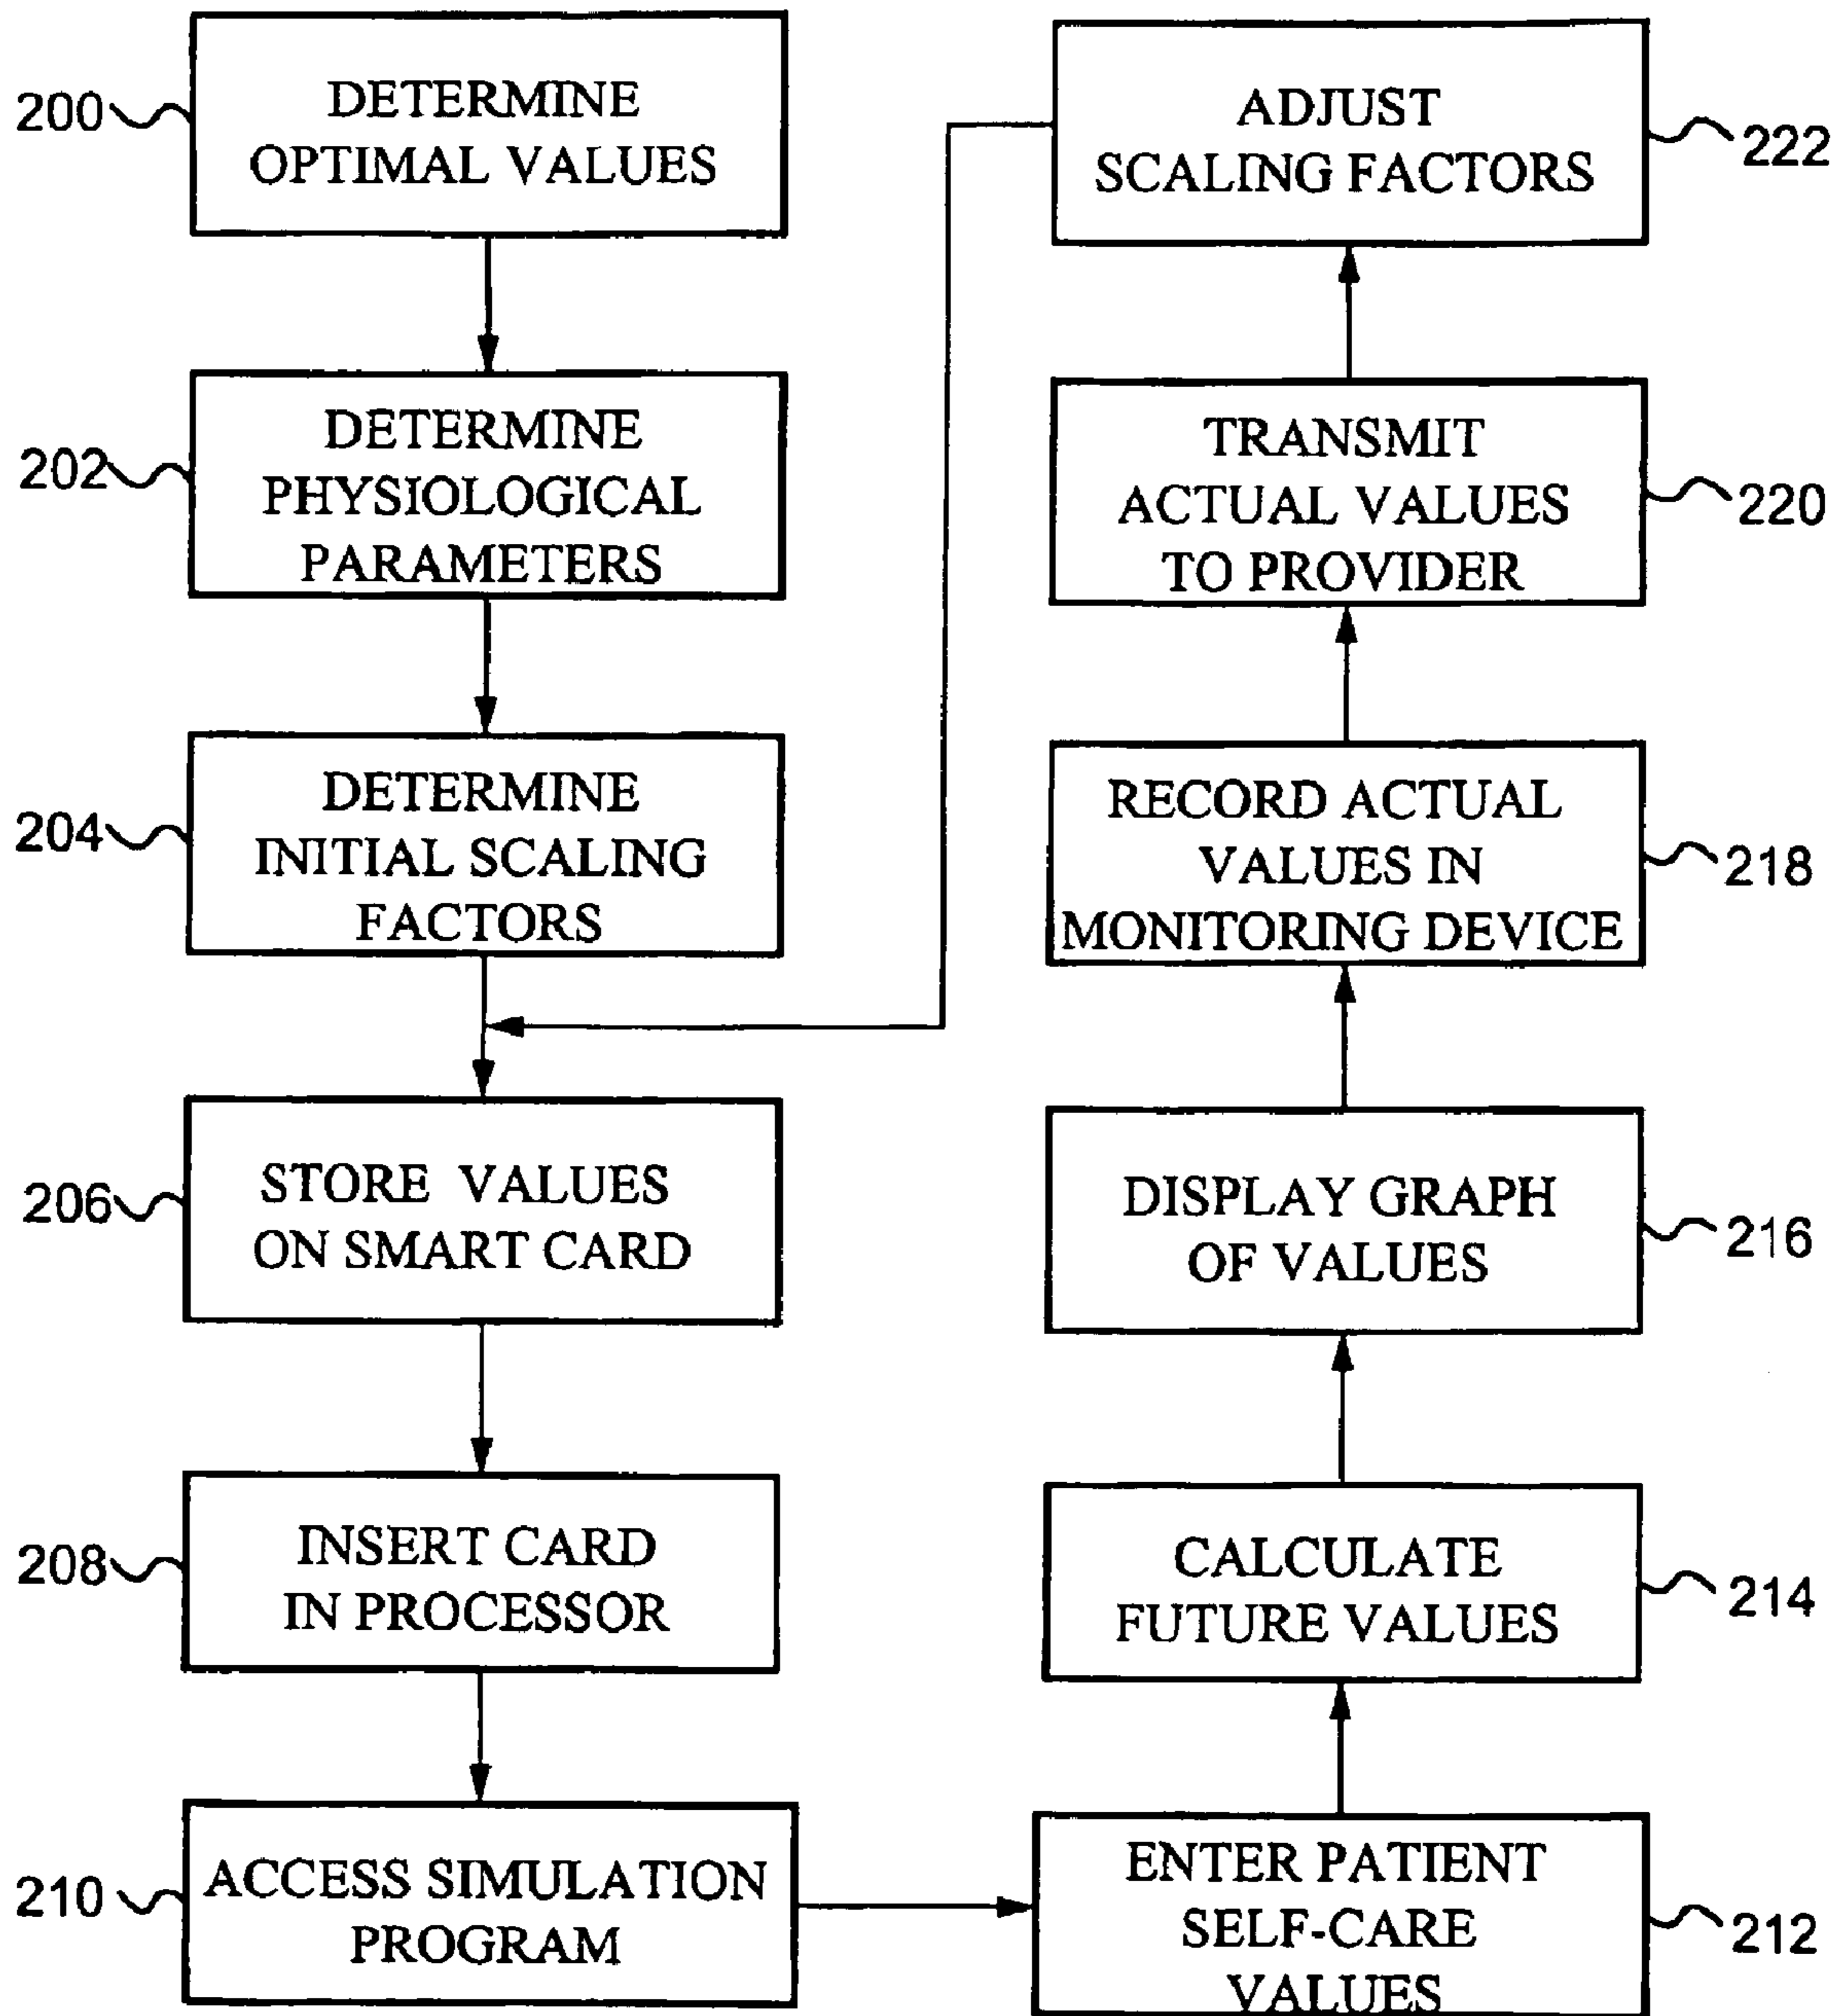 200
DETERMINE
OPTIMAL VALUES
202
DETERMINE
PHYSIOLOGICAL
PARAMETERS
204
DETERMINE
INITIAL SCALING
FACTORS
206
STORE VALUES
ON SMART CARD
208
INSERT CARD
IN PROCESSOR
210
ACCESS SIMULATION
PROGRAM
ENTER PATIENT
SELF-CARE
VALUES
212
CALCULATE
FUTURE VALUES
214
DISPLAY GRAPH
OF VALUES
216
RECORD ACTUAL
VALUES IN
MONITORING DEVICE
218
TRANSMIT
ACTUAL VALUES
TO PROVIDER
220
ADJUST
SCALING FACTORS
222